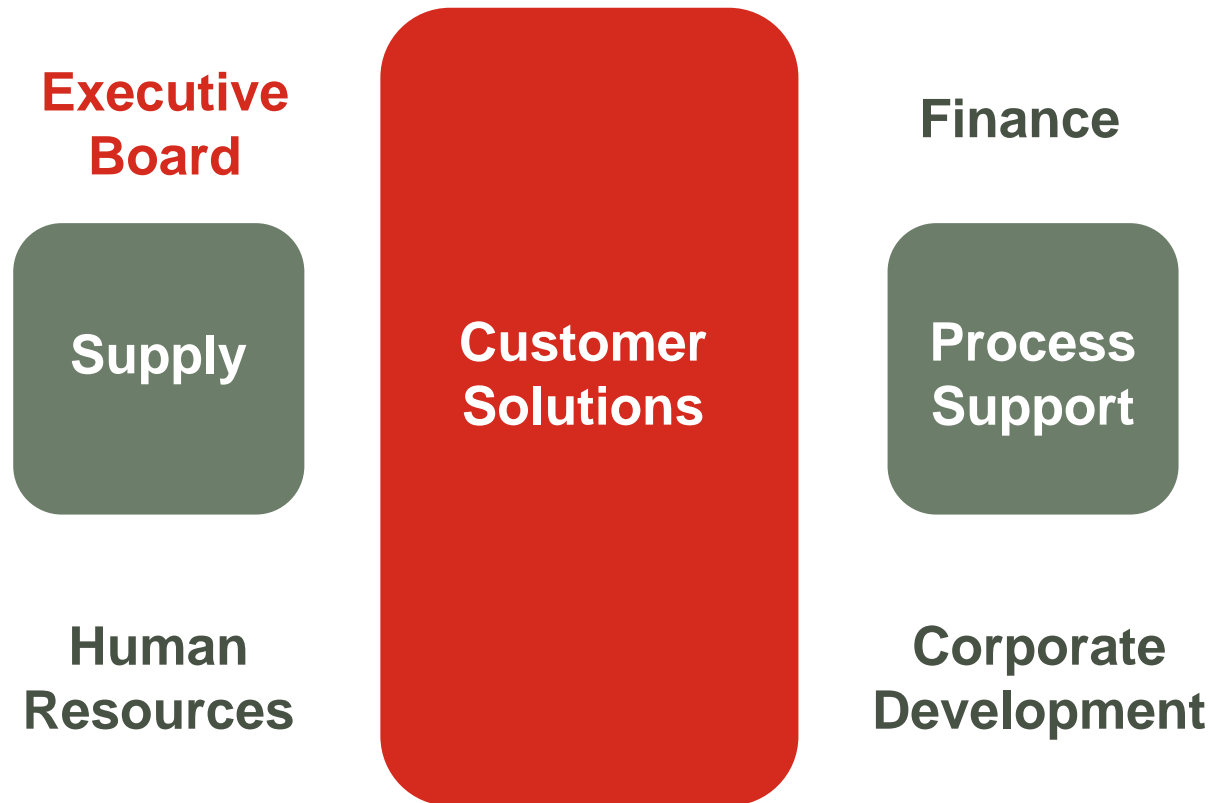 Executive
Board
Finance
Supply
Customer
Solutions
Process
Support
Human
Resources
Corporate
Development